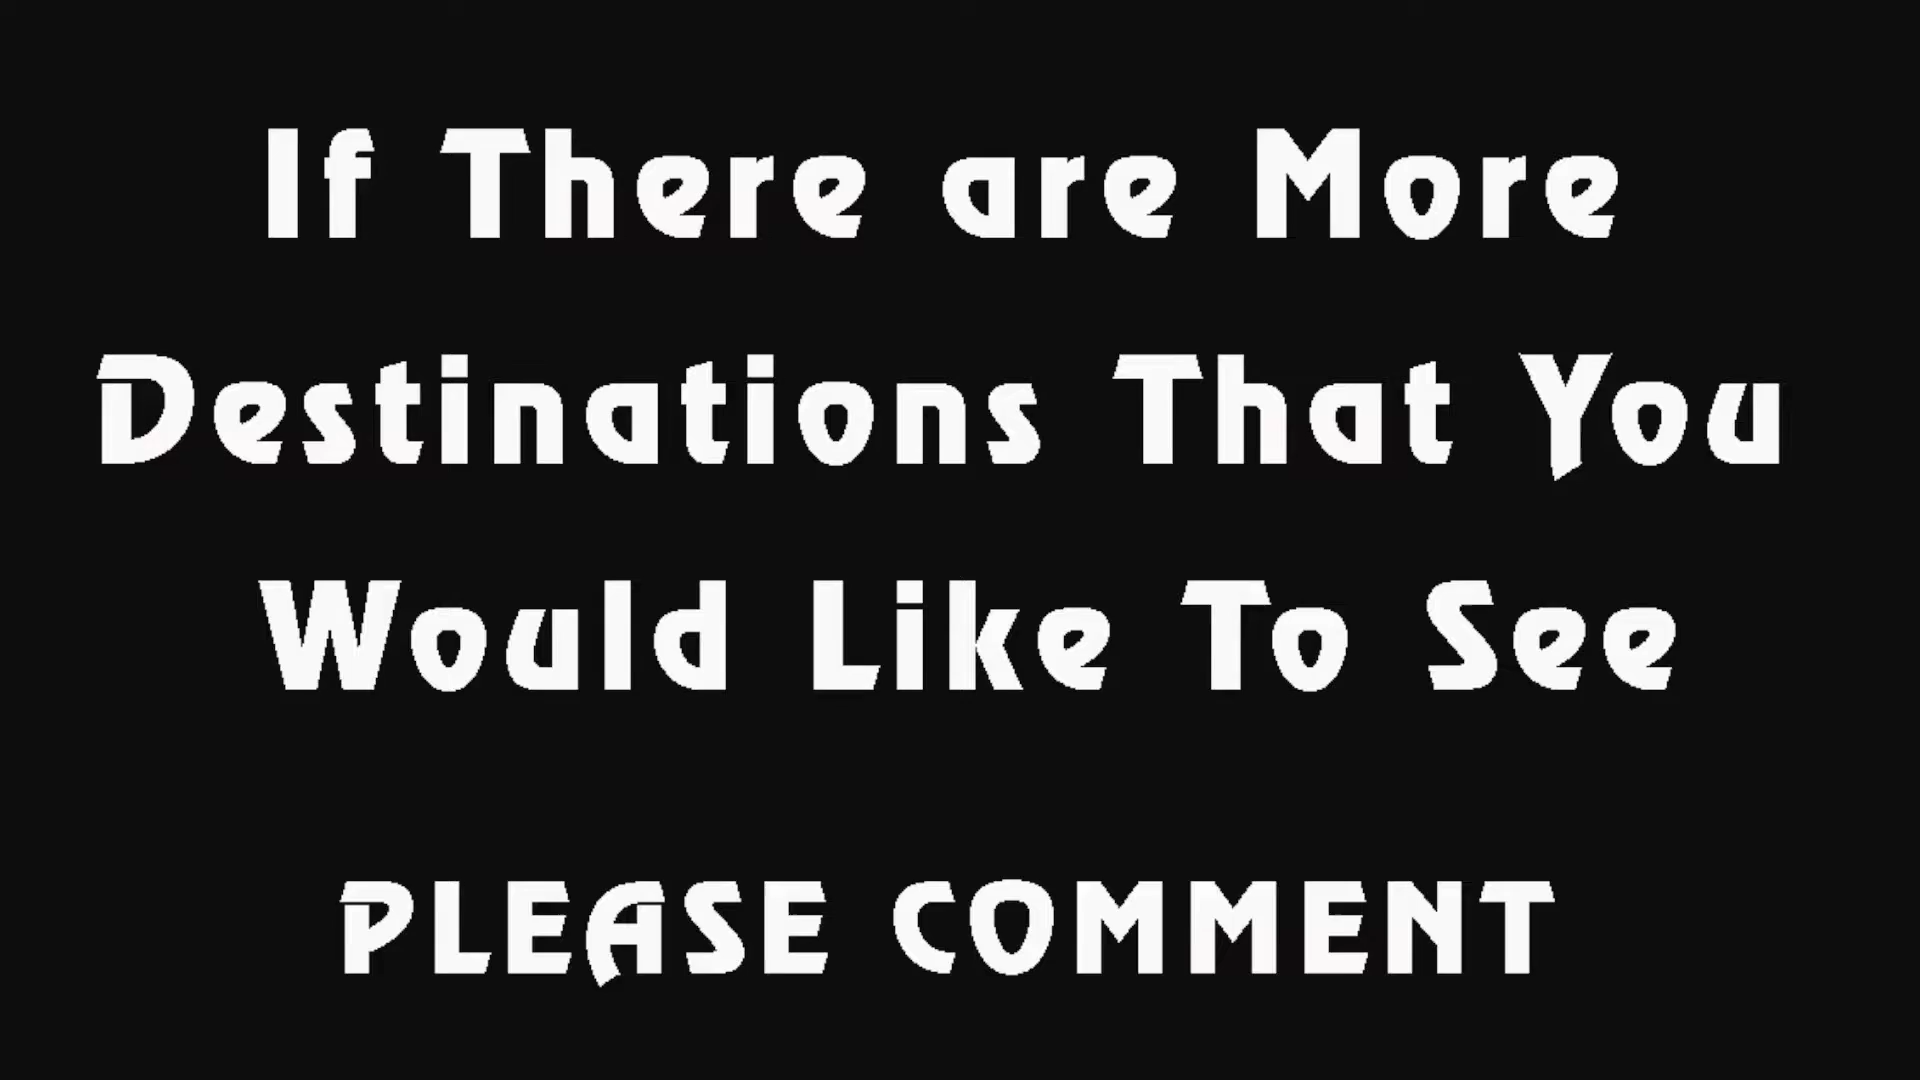 If There are More
Destinations That You
Would Like To See
PLEASE COMMENT